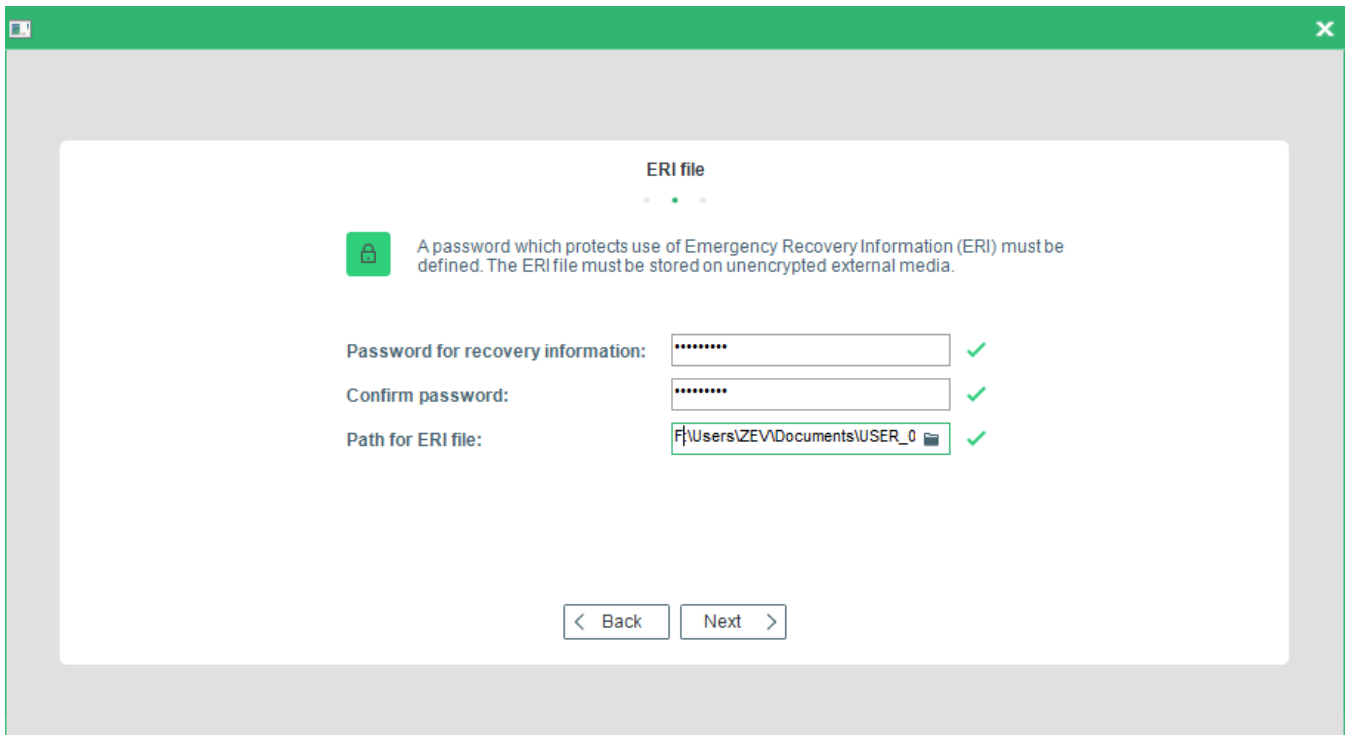 ERI file
A password which protects use of Emergency Recovery Information (ERI) must be
defined. The ERI file must be stored on unencrypted external media.
Password for recovery information: •••••••••
Confirm password: •••••••••
Path for ERI file: F:\Users\ZEV\Documents\USER_0
Back Next